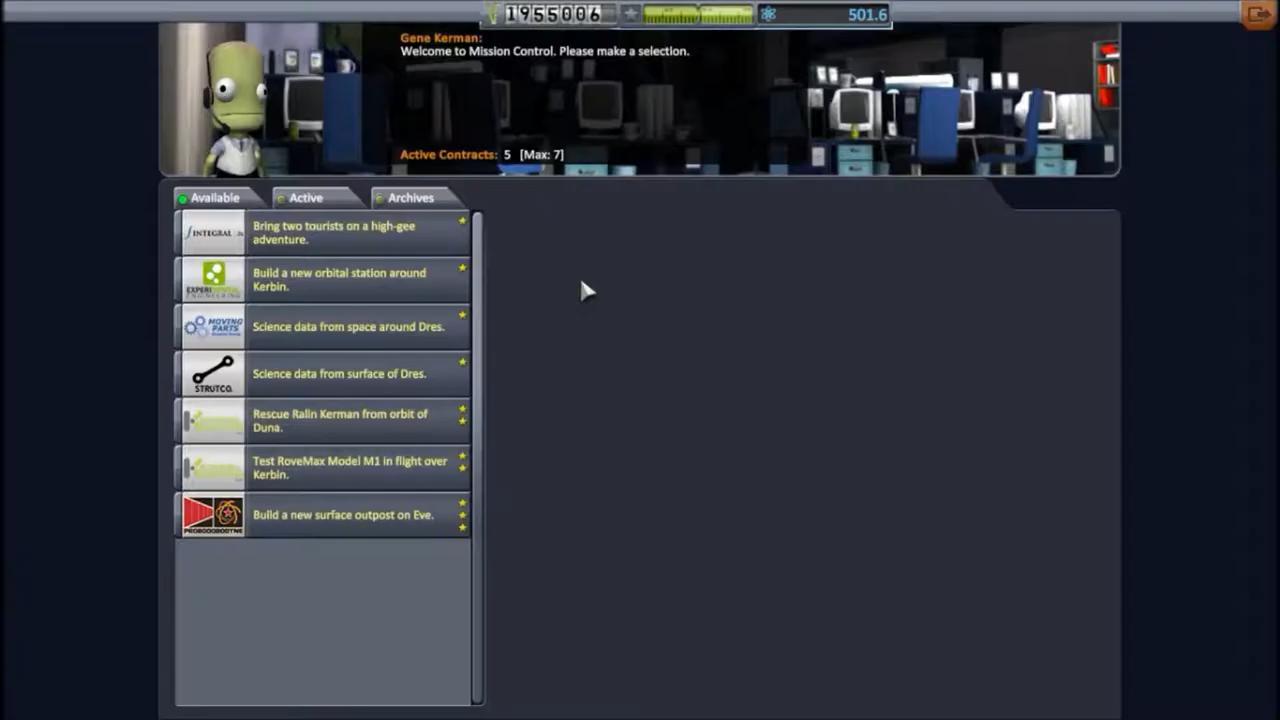 1955006
501.6
Gene Kerman:
Welcome to Mission Control. Please make a selection.
Active Contracts: 5 [Max: 7]
Available
Active
Archives
INTEGRAL
Bring two tourists on a high-gee
adventure.
EXPERIMENTAL
ENGINEERING
Build a new orbital station around
Kerbin.
MOVING
PARTS
Science data from space around Dres.
STRUTCO.
Science data from surface of Dres.
Rescue Ralin Kerman from orbit of
Duna.
Test RoveMax Model M1 in flight over
Kerbin.
PROBODOBODYNE
Build a new surface outpost on Eve.